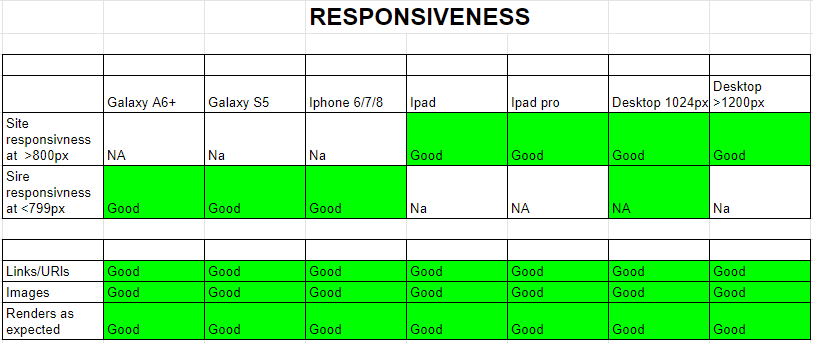 RESPONSIVENESS
Galaxy A6+ Galaxy S5 Iphone 6/7/8 Ipad Ipad pro Desktop 1024px Desktop >1200px
Site responsivness at >800px NA Na Na Good Good Good Good
Sire responsivness at <799px Good Good Good Na NA NA Na
Links/URIs Good Good Good Good Good Good Good
Images Good Good Good Good Good Good Good
Renders as expected Good Good Good Good Good Good Good